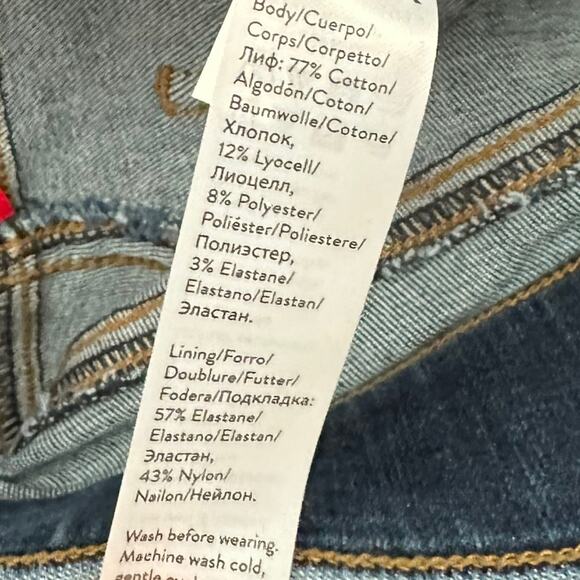 Body/Cuerpo/
Corps/Corpetto/
Лиф: 77% Cotton/
Algodón/Coton/
Baumwolle/Cotone/
Хлопок,
12% Lyocell/
Лиоцелл,
8% Polyester/
Poliéster/Poliestere/
Полиэстер,
3% Elastane/
Elastano/Elastan/
Эластан.
Lining/Forro/
Doublure/Futter/
Fodera/Подкладка:
57% Elastane/
Elastano/Elastan/
Эластан,
43% Nylon/
Nailon/Нейлон.
Wash before wearing.
Machine wash cold,
gentle